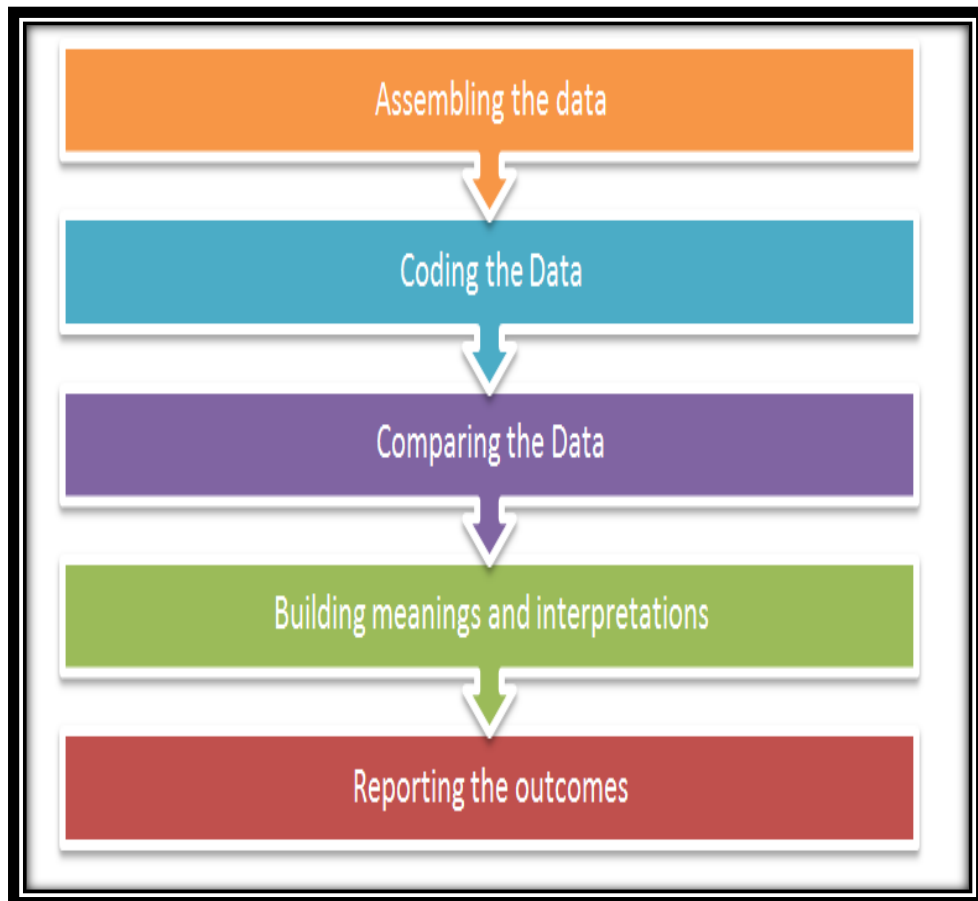 Assembling the data
Coding the Data
Comparing the Data
Building meanings and interpretations
Reporting the outcomes